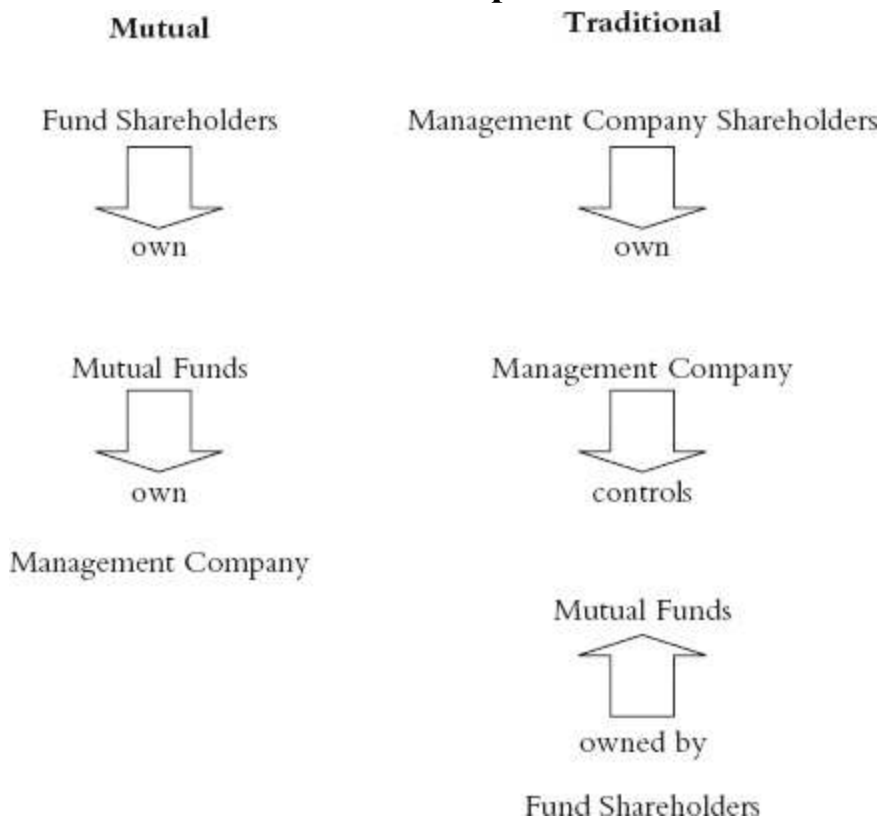 Mutual
Fund Shareholders
own
Mutual Funds
own
Management Company
Traditional
Management Company Shareholders
own
Management Company
controls
Mutual Funds
owned by
Fund Shareholders